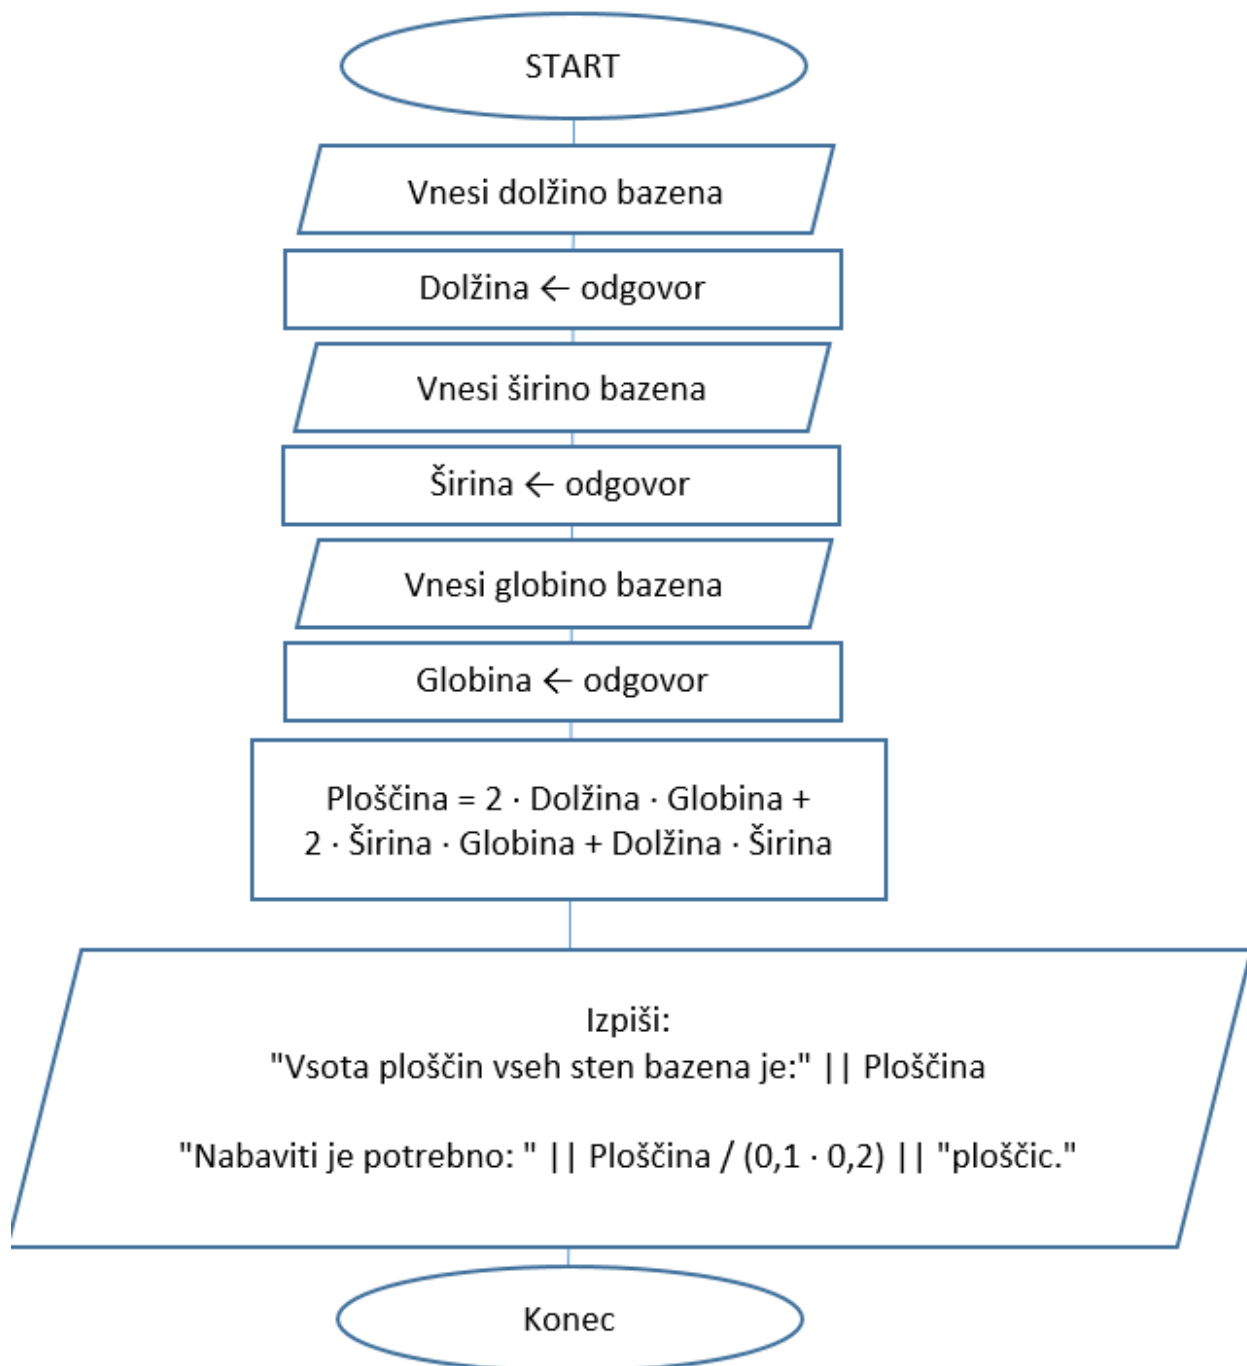 START
Vnesi dolžino bazena
Dolžina ← odgovor
Vnesi širino bazena
Širina ← odgovor
Vnesi globino bazena
Globina ← odgovor
Ploščina = 2 · Dolžina · Globina +
2 · Širina · Globina + Dolžina · Širina
Izpiši:
"Vsota ploščin vseh sten bazena je:" || Ploščina
"Nabaviti je potrebno: " || Ploščina / (0,1 · 0,2) || "ploščic."
Konec